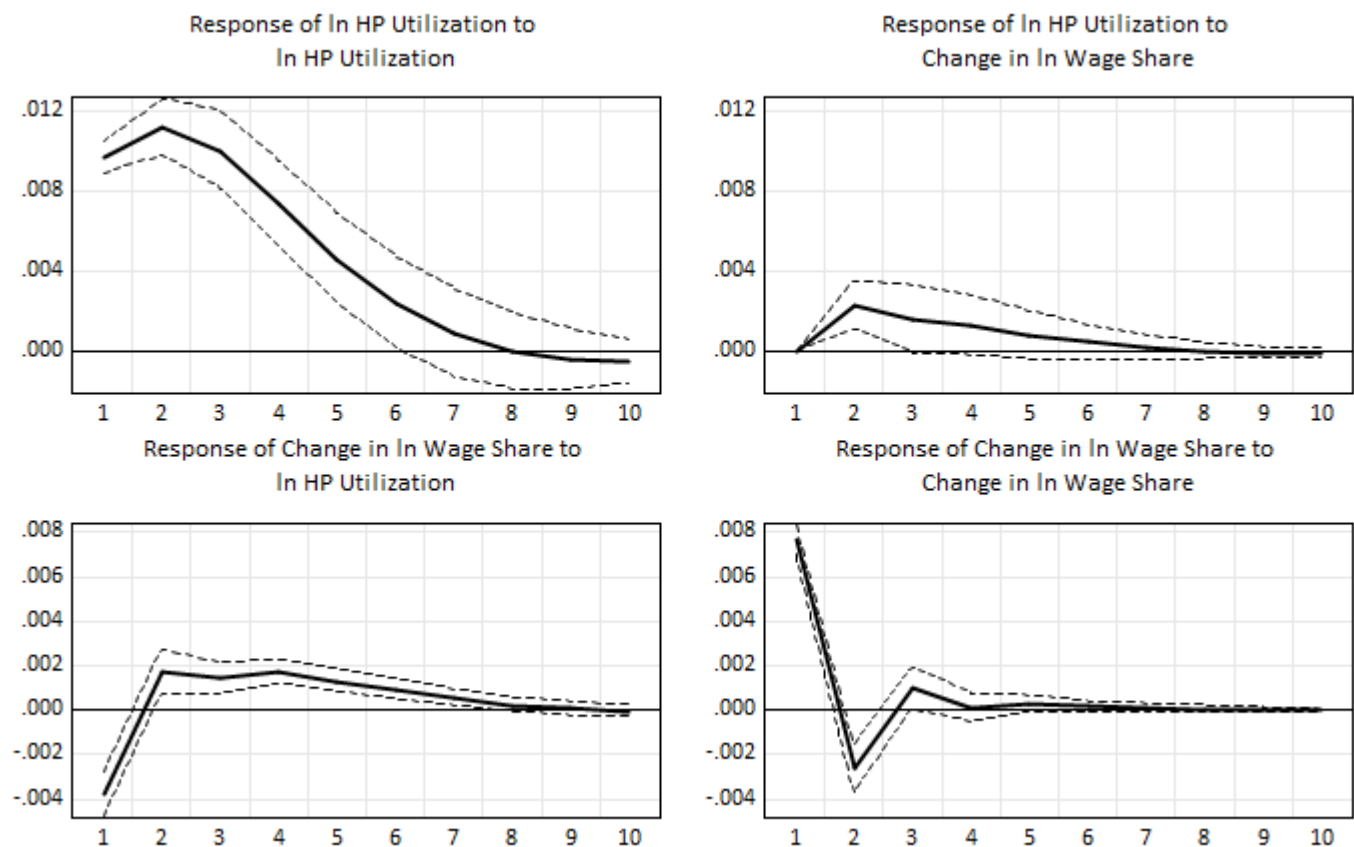 Response of ln HP Utilization to
ln HP Utilization
Response of ln HP Utilization to
Change in ln Wage Share
.012
.008
.004
.000
1 2 3 4 5 6 7 8 9 10
.012
.008
.004
.000
1 2 3 4 5 6 7 8 9 10
Response of Change in ln Wage Share to
ln HP Utilization
Response of Change in ln Wage Share to
Change in ln Wage Share
.008
.006
.004
.002
.000
-.002
-.004
1 2 3 4 5 6 7 8 9 10
.008
.006
.004
.002
.000
-.002
-.004
1 2 3 4 5 6 7 8 9 10